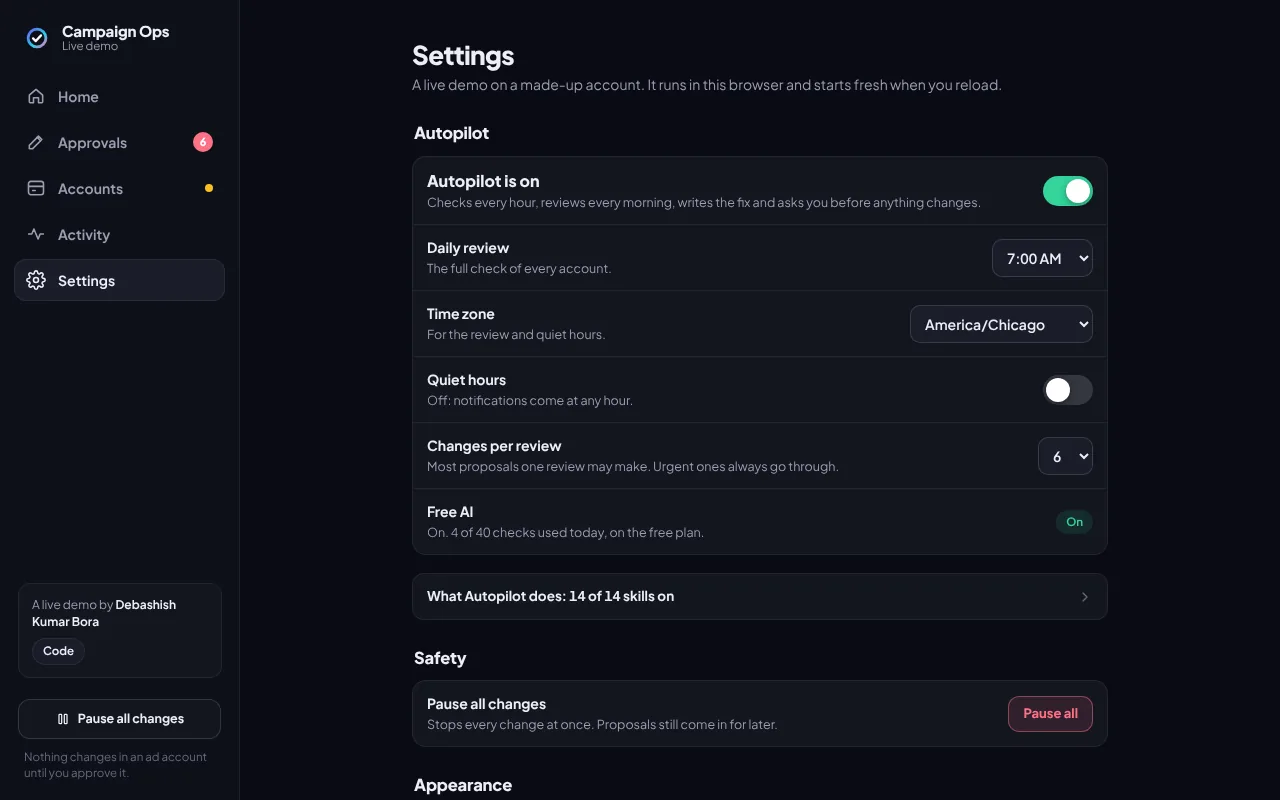 Campaign Ops
Live demo
Home
Approvals 6
Accounts
Activity
Settings
A live demo by Debashish
Kumar Bora
Code
Pause all changes
Nothing changes in an ad account
until you approve it.
Settings
A live demo on a made-up account. It runs in this browser and starts fresh when you reload.
Autopilot
Autopilot is on
Checks every hour, reviews every morning, writes the fix and asks you before anything changes.
Daily review
The full check of every account.
7:00 AM
Time zone
For the review and quiet hours.
America/Chicago
Quiet hours
Off: notifications come at any hour.
Changes per review
Most proposals one review may make. Urgent ones always go through.
6
Free AI
On. 4 of 40 checks used today, on the free plan.
On
What Autopilot does: 14 of 14 skills on
Safety
Pause all changes
Stops every change at once. Proposals still come in for later.
Pause all
Appearance